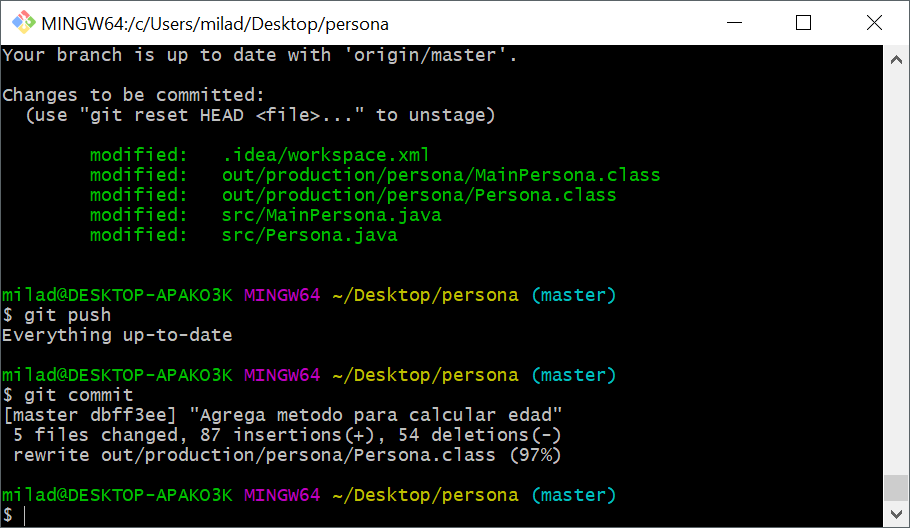 MINGW64:/c/Users/milad/Desktop/persona
Your branch is up to date with 'origin/master'.
Changes to be committed:
(use "git reset HEAD <file>..." to unstage)
modified: .idea/workspace.xml
modified: out/production/persona/MainPersona.class
modified: out/production/persona/Persona.class
modified: src/MainPersona.java
modified: src/Persona.java
milad@DESKTOP-APAKO3K MINGW64 ~/Desktop/persona (master)
$ git push
Everything up-to-date
milad@DESKTOP-APAKO3K MINGW64 ~/Desktop/persona (master)
$ git commit
[master dbff3ee] "Agrega metodo para calcular edad"
5 files changed, 87 insertions(+), 54 deletions(-)
rewrite out/production/persona/Persona.class (97%)
milad@DESKTOP-APAKO3K MINGW64 ~/Desktop/persona (master)
$